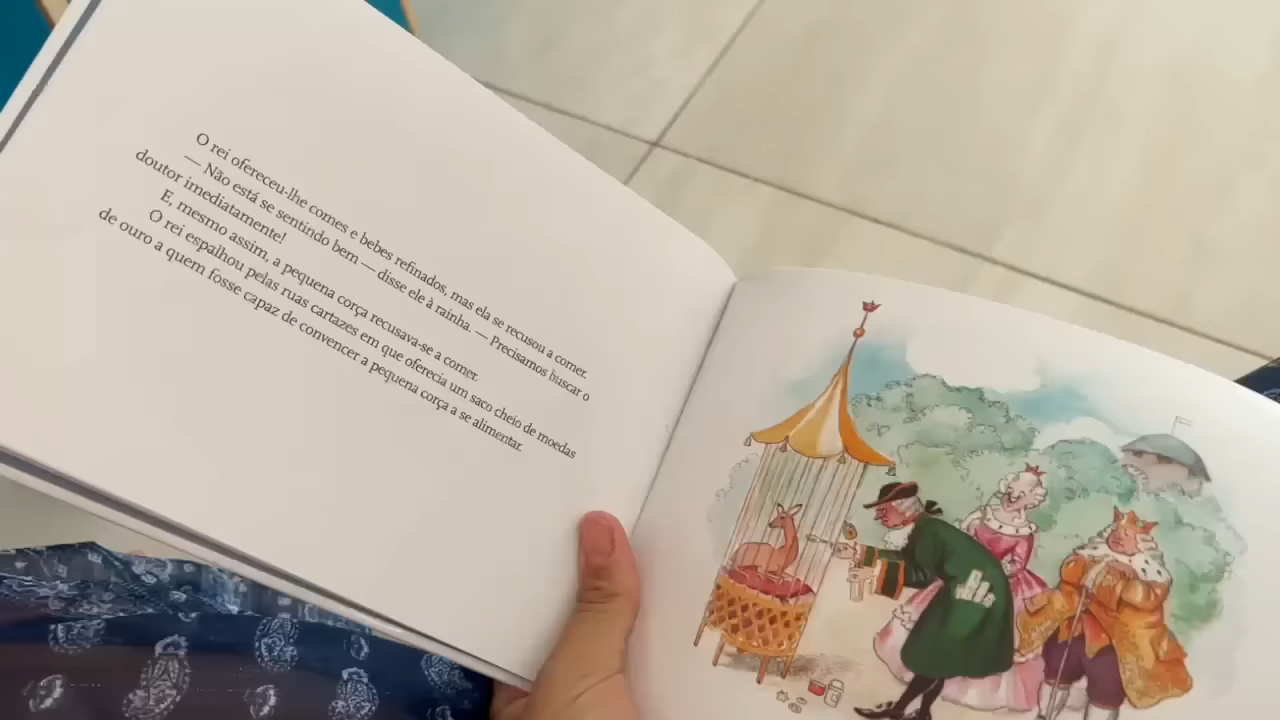 O rei ofereceu-lhe comes e bebes refinados, mas ela se recusou a comer.
— Não está se sentindo bem — disse ele à rainha. — Precisamos buscar o
doutor imediatamente!
E, mesmo assim, a pequena corça recusava-se a comer.
O rei espalhou pelas ruas cartazes em que oferecia um saco cheio de moedas
de ouro a quem fosse capaz de convencer a pequena corça a se alimentar.